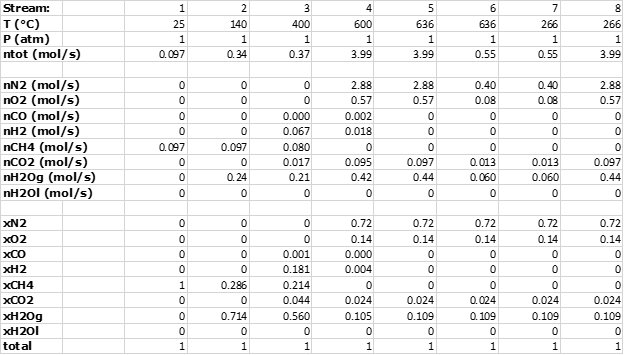 Stream: 1 2 3 4 5 6 7 8
T (°C) 25 140 400 600 636 636 266 266
P (atm) 1 1 1 1 1 1 1 1
ntot (mol/s) 0.097 0.34 0.37 3.99 3.99 0.55 0.55 3.99
nN2 (mol/s) 0 0 0 2.88 2.88 0.40 0.40 2.88
nO2 (mol/s) 0 0 0 0.57 0.57 0.08 0.08 0.57
nCO (mol/s) 0 0 0.000 0.002 0 0 0 0
nH2 (mol/s) 0 0 0.067 0.018 0 0 0 0
nCH4 (mol/s) 0.097 0.097 0.080 0 0 0 0 0
nCO2 (mol/s) 0 0 0.017 0.095 0.097 0.013 0.013 0.097
nH2Og (mol/s) 0 0.24 0.21 0.42 0.44 0.060 0.060 0.44
nH2Ol (mol/s) 0 0 0 0 0 0 0 0
xN2 0 0 0 0.72 0.72 0.72 0.72 0.72
xO2 0 0 0 0.14 0.14 0.14 0.14 0.14
xCO 0 0 0.001 0.000 0 0 0 0
xH2 0 0 0.181 0.004 0 0 0 0
xCH4 1 0.286 0.214 0 0 0 0 0
xCO2 0 0 0.044 0.024 0.024 0.024 0.024 0.024
xH2Og 0 0.714 0.560 0.105 0.109 0.109 0.109 0.109
xH2Ol 0 0 0 0 0 0 0 0
total 1 1 1 1 1 1 1 1